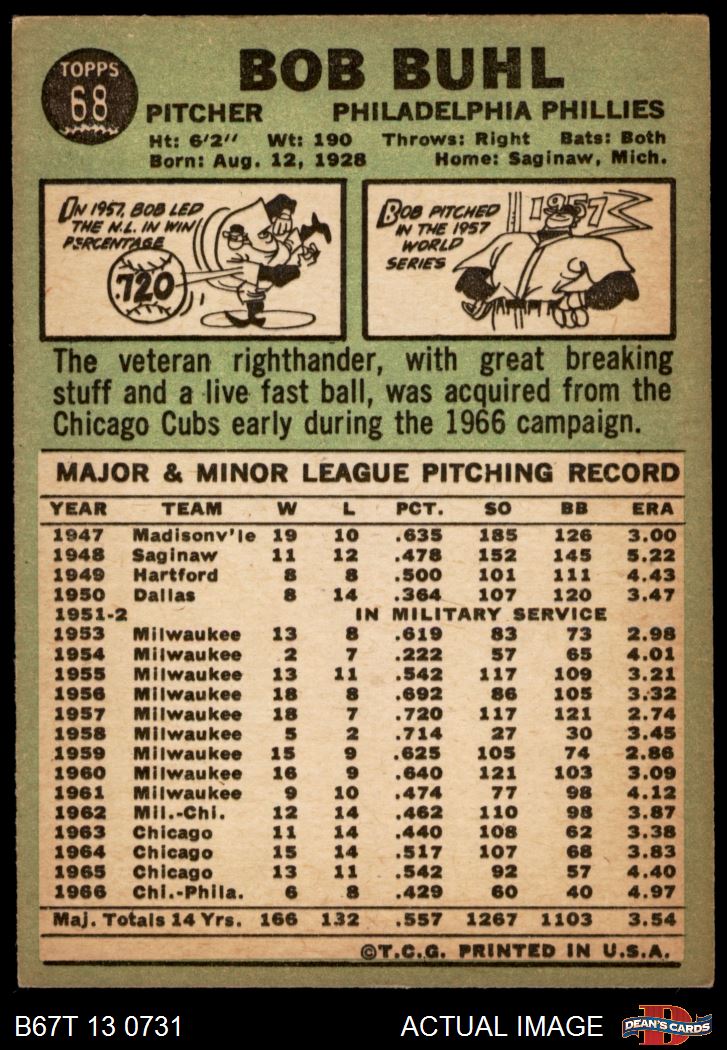 TOPPS
68
BOB BUHL
PITCHER PHILADELPHIA PHILLIES
Ht: 6'2" Wt: 190 Throws: Right Bats: Both
Born: Aug. 12, 1928 Home: Saginaw, Mich.
IN 1957, BOB LED
THE N.L. IN WIN
PERCENTAGE
.720
BOB PITCHED
IN THE 1957
WORLD
SERIES
1957
The veteran righthander, with great breaking
stuff and a live fast ball, was acquired from the
Chicago Cubs early during the 1966 campaign.
MAJOR & MINOR LEAGUE PITCHING RECORD
YEAR TEAM W L PCT. SO BB ERA
1947 Madisonv'le 19 10 .635 185 126 3.00
1948 Saginaw 11 12 .478 152 145 5.22
1949 Hartford 8 8 .500 101 111 4.43
1950 Dallas 8 14 .364 107 120 3.47
1951-2 IN MILITARY SERVICE
1953 Milwaukee 13 8 .619 83 73 2.98
1954 Milwaukee 2 7 .222 57 65 4.01
1955 Milwaukee 13 11 .542 117 109 3.21
1956 Milwaukee 18 8 .692 86 105 3.32
1957 Milwaukee 18 7 .720 117 121 2.74
1958 Milwaukee 5 2 .714 27 30 3.45
1959 Milwaukee 15 9 .625 105 74 2.86
1960 Milwaukee 16 9 .640 121 103 3.09
1961 Milwaukee 9 10 .474 77 98 4.12
1962 Mil.-Chi. 12 14 .462 110 98 3.87
1963 Chicago 11 14 .440 108 62 3.38
1964 Chicago 15 14 .517 107 68 3.83
1965 Chicago 13 11 .542 92 57 4.40
1966 Chi.-Phila. 6 8 .429 60 40 4.97
Maj. Totals 14 Yrs. 166 132 .557 1267 1103 3.54
©T.C.G. PRINTED IN U.S.A.
B67T 13 0731 ACTUAL IMAGE
D
DEAN'S CARDS